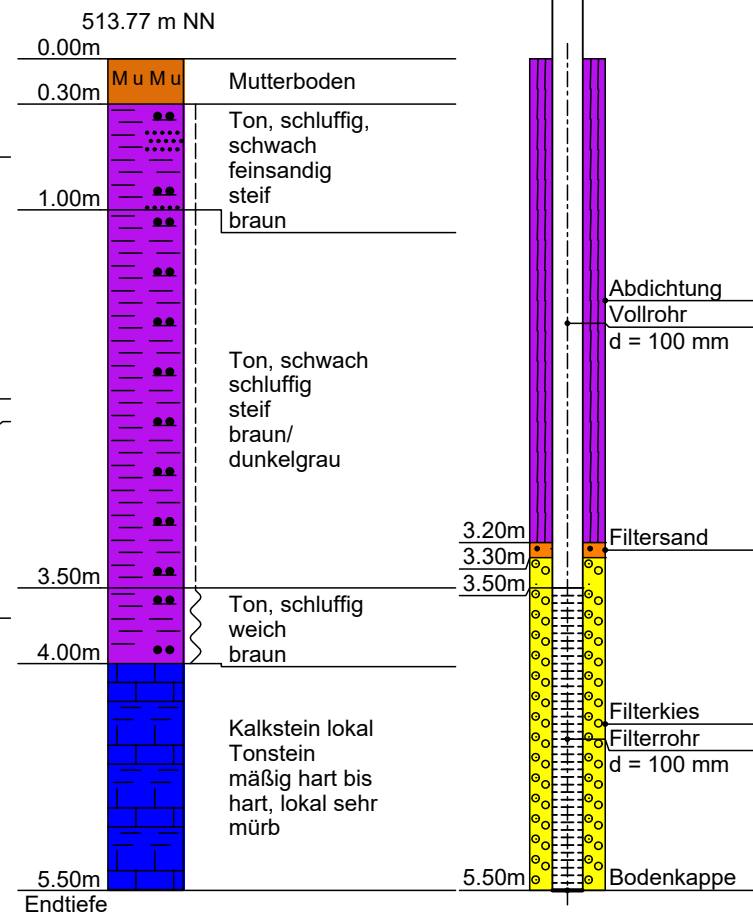 513.77 m NN
0.00m
Mu Mu
Mutterboden
0.30m
Ton, schluffig,
schwach
feinsandig
steif
braun
1.00m
Ton, schwach
schluffig
steif
braun/
dunkelgrau
3.50m
Ton, schluffig
weich
braun
4.00m
Kalkstein lokal
Tonstein
mäßig hart bis
hart, lokal sehr
mürb
5.50m
Endtiefe
Abdichtung
Vollrohr
d = 100 mm
3.20m
Filtersand
3.30m
3.50m
Filterkies
Filterrohr
d = 100 mm
5.50m
Bodenkappe